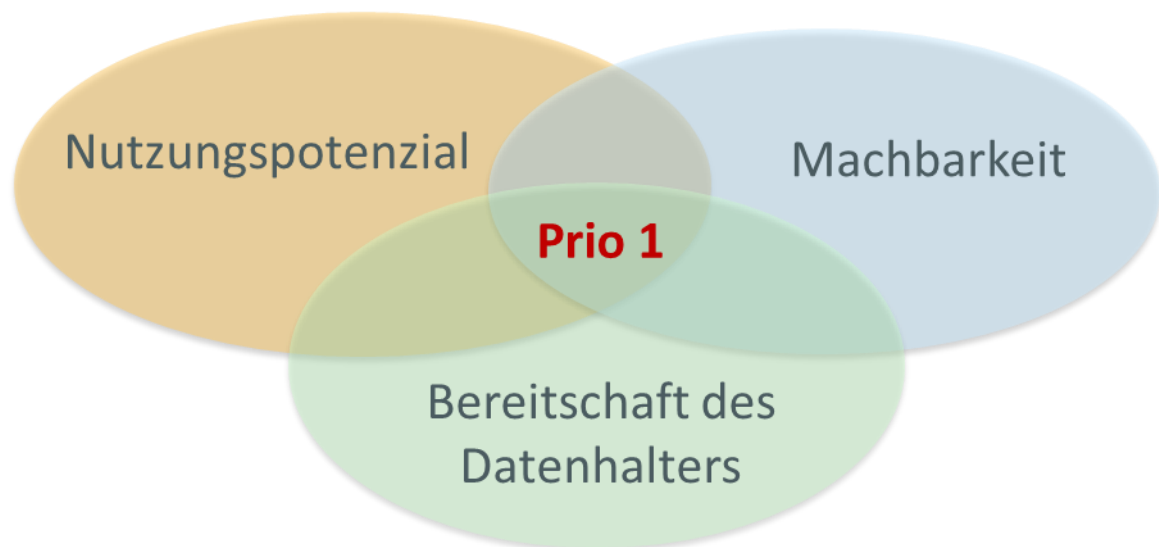 Nutzungspotenzial
Machbarkeit
Prio 1
Bereitschaft des
Datenhalters